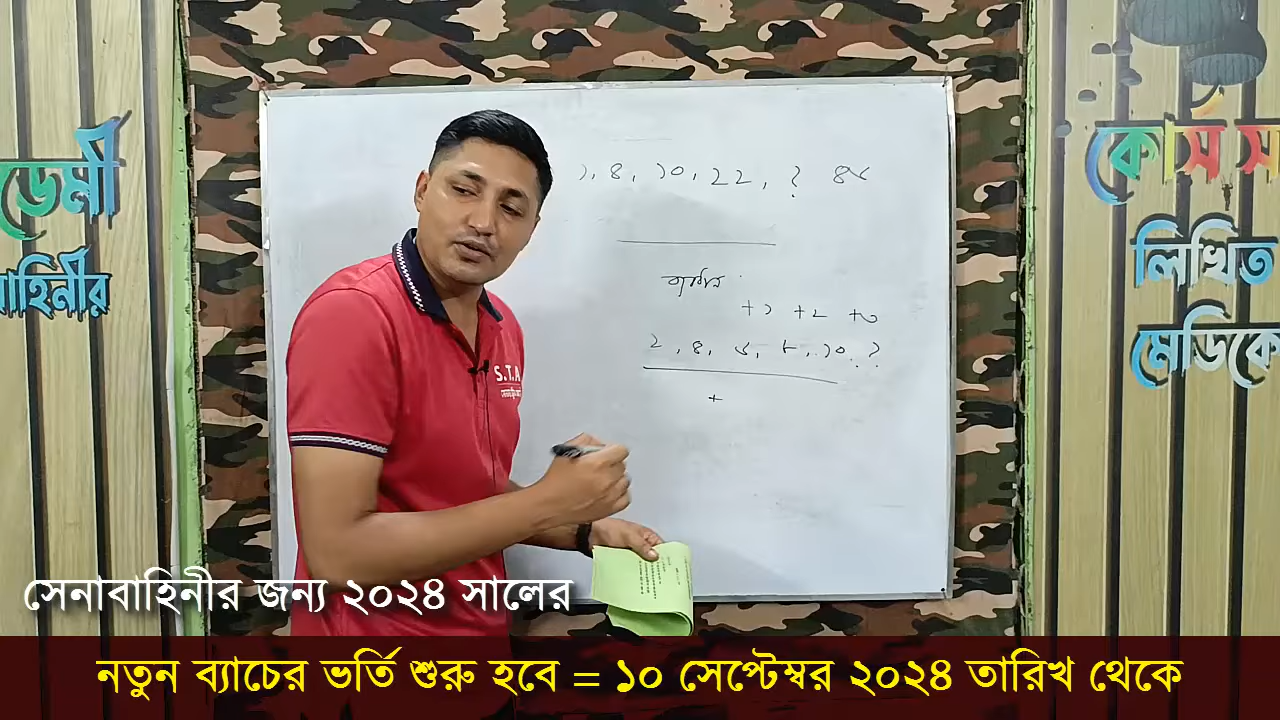 ডেমী
বাহিনীর
১, ৪, ১০, ২২, ? ৪৬
+১ +২ +৩
২, ৪, ৬, ৮, ১০, ?
+
কোর্স স
লিখিত
মেডিকে
S.T.A
সেনাবাহিনীর জন্য ২০২৪ সালের
নতুন ব্যাচের ভর্তি শুরু হবে = ১০ সেপ্টেম্বর ২০২৪ তারিখ থেকে